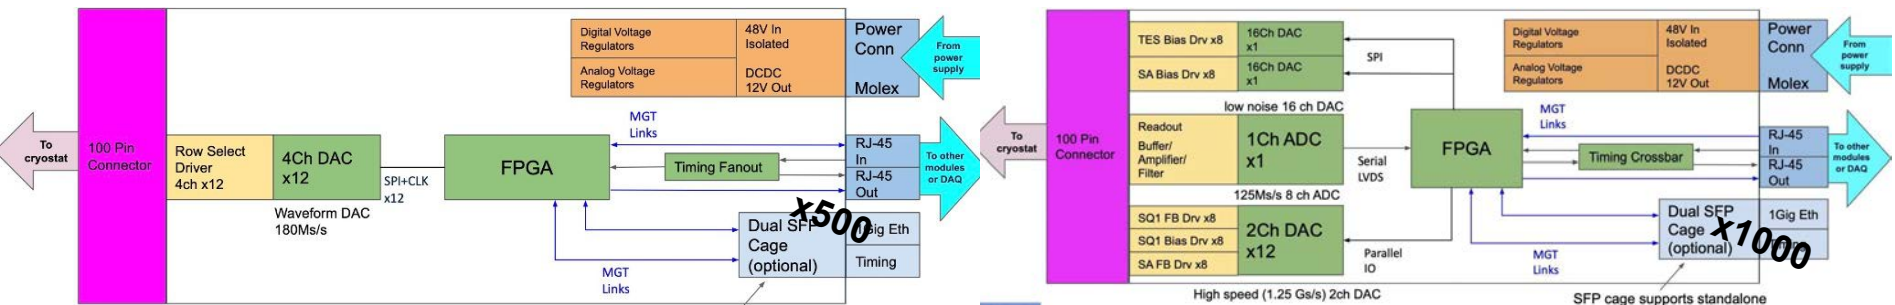 Digital Voltage
Regulators
48V In
Isolated
Power
Conn
Analog Voltage
Regulators
DCDC
12V Out
Molex
From
power
supply
To
cryostat
100 Pin
Connector
Row Select
Driver
4ch x12
4Ch DAC
x12
SPI+CLK
x12
Waveform DAC
180Ms/s
FPGA
MGT
Links
Timing Fanout
RJ-45
In
RJ-45
Out
To other
modules
or DAQ
x500
Dual SFP
Cage
(optional)
1Gig Eth
Timing
MGT
Links
TES Bias Drv x8
16Ch DAC
x1
SA Bias Drv x8
16Ch DAC
x1
SPI
low noise 16 ch DAC
Digital Voltage
Regulators
48V In
Isolated
Power
Conn
Analog Voltage
Regulators
DCDC
12V Out
Molex
From
power
supply
To
cryostat
100 Pin
Connector
Readout
Buffer/
Amplifier/
Filter
1Ch ADC
x1
Serial
LVDS
125Ms/s 8 ch ADC
FPGA
MGT
Links
Timing Crossbar
RJ-45
In
RJ-45
Out
To other
modules
or DAQ
SQ1 FB Drv x8
SQ1 Bias Drv x8
SA FB Drv x8
2Ch DAC
x12
Parallel
IO
High speed (1.25 Gs/s) 2ch DAC
MGT
Links
Dual SFP
Cage
(optional)
x1000
1Gig Eth
SFP cage supports standalone